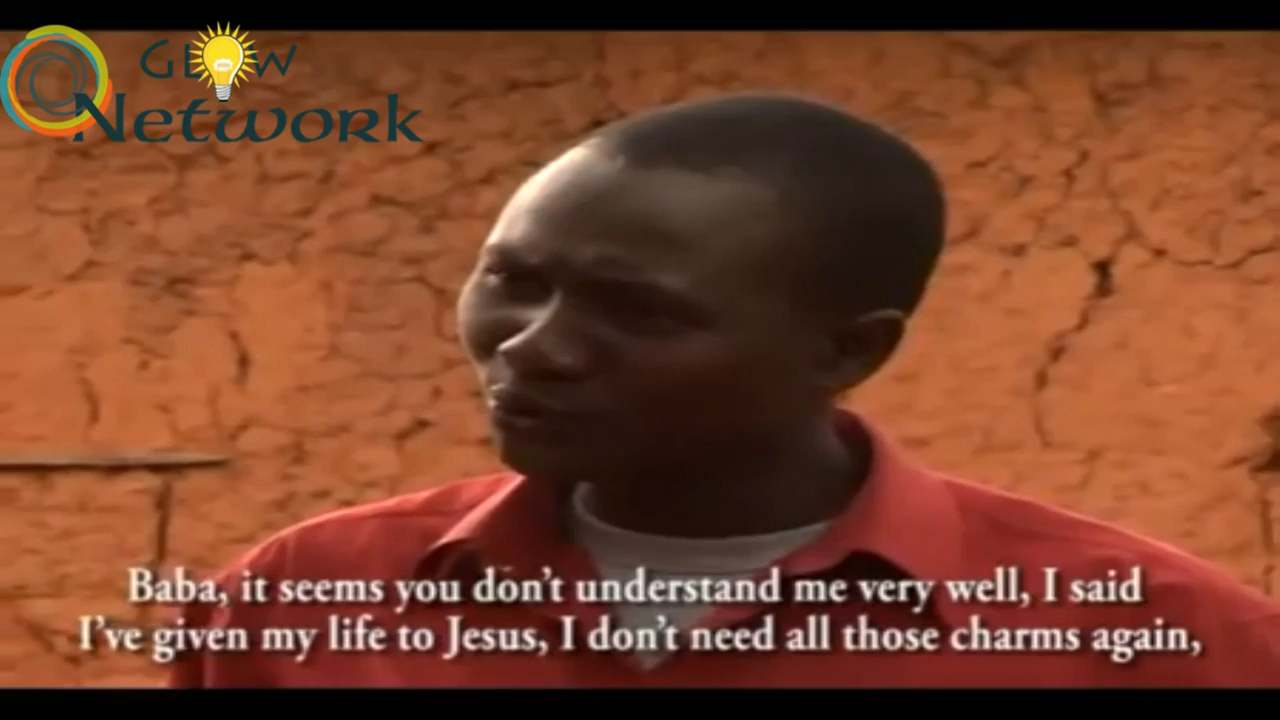 GLOW
Network
Baba, it seems you don't understand me very well, I said
I've given my life to Jesus, I don't need all those charms again,